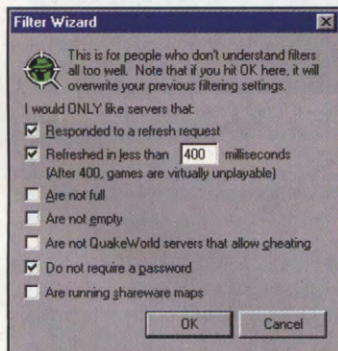 Filter Wizard
This is for people who don't understand filters
all too well. Note that if you hit OK here, it will
overwrite your previous filtering settings.
I would ONLY like servers that:
Responded to a refresh request
Refreshed in less than 400 milliseconds
(After 400, games are virtually unplayable)
Are not full
Are not empty
Are not QuakeWorld servers that allow cheating
Do not require a password
Are running shareware maps
OK Cancel